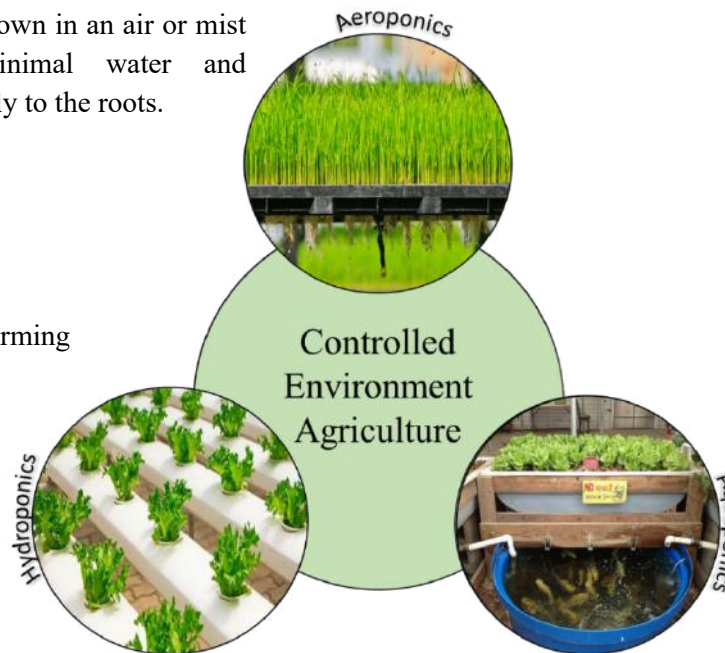 Aeroponics
own in an air or mist
inimal water and
ly to the roots.
rming
Controlled
Environment
Agriculture
Hydroponics
NO